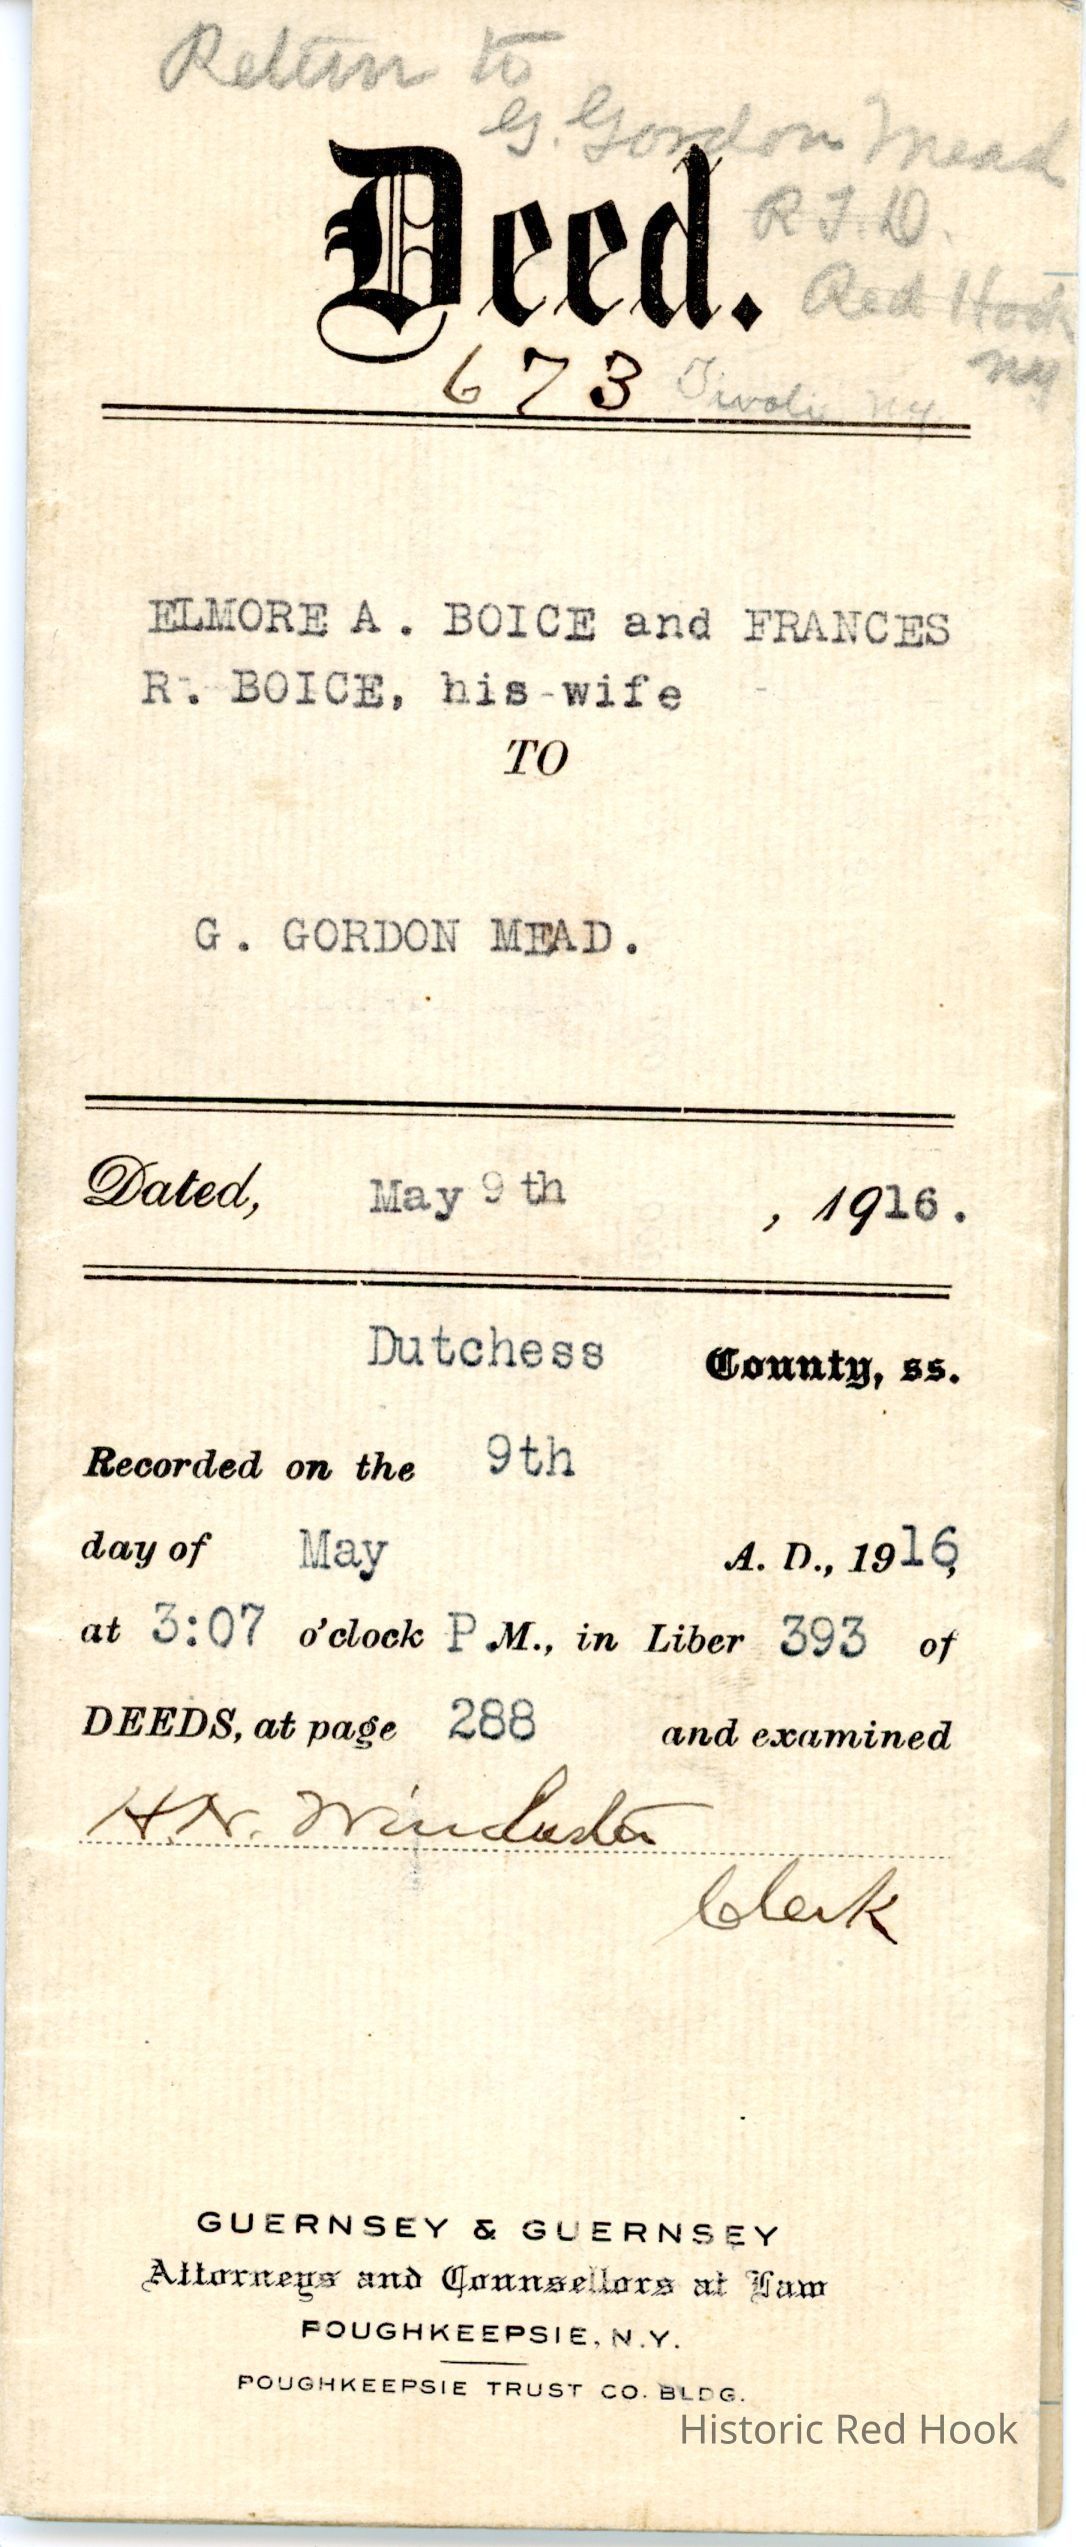 Return to
G. Gordon Mead
R.F.D.
Red Hook
NY
Deed.
673 Tivoli NY.
ELMORE A. BOICE and FRANCES
R. BOICE, his wife
TO
G. GORDON MEAD.
Dated, May 9th , 1916.
Dutchess County, ss.
Recorded on the 9th
day of May A. D., 1916,
at 3:07 o'clock P.M., in Liber 393 of
DEEDS, at page 288 and examined
H. N. Winchester
Clerk
GUERNSEY & GUERNSEY
Attorneys and Counsellors at Law
POUGHKEEPSIE, N.Y.
POUGHKEEPSIE TRUST CO. BLDG.
Historic Red Hook